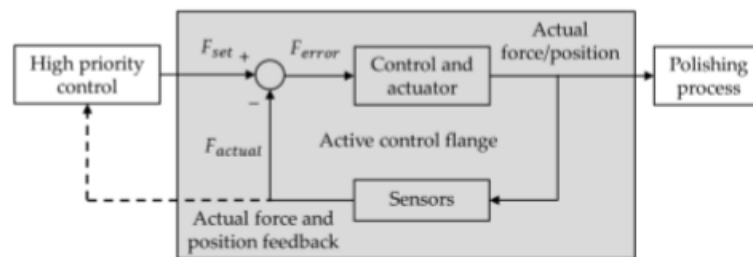 High priority
control
F_set +
−
F_error
Control and
actuator
Actual
force/position
Polishing
process
F_actual
Active control flange
Sensors
Actual force and
position feedback